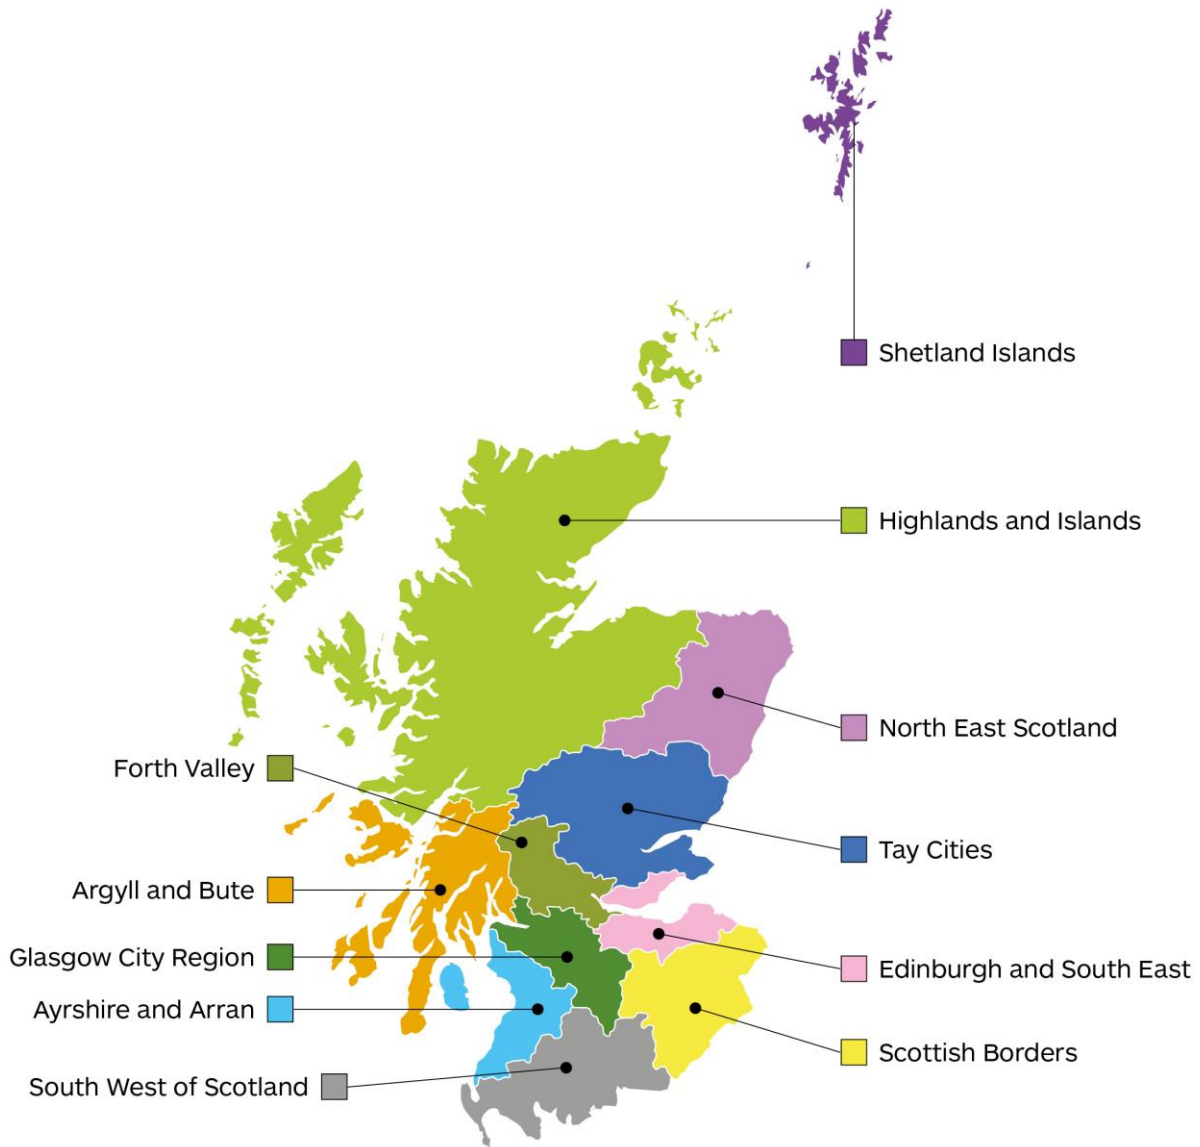 Shetland Islands
Highlands and Islands
North East Scotland
Forth Valley
Tay Cities
Argyll and Bute
Glasgow City Region
Edinburgh and South East
Ayrshire and Arran
Scottish Borders
South West of Scotland